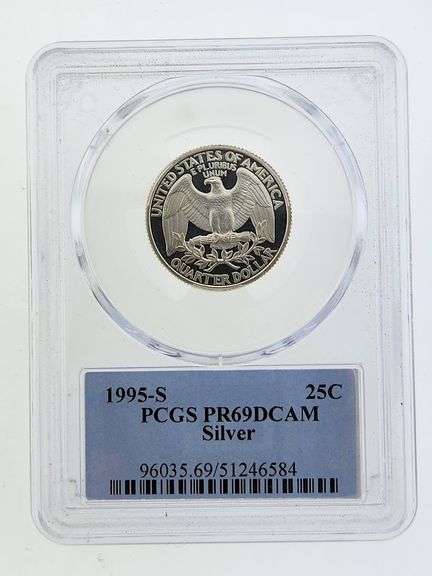 UNITED STATES OF AMERICA
E PLURIBUS
UNUM
QUARTER DOLLAR
1995-S 25C
PCGS PR69DCAM
Silver
96035.69/51246584